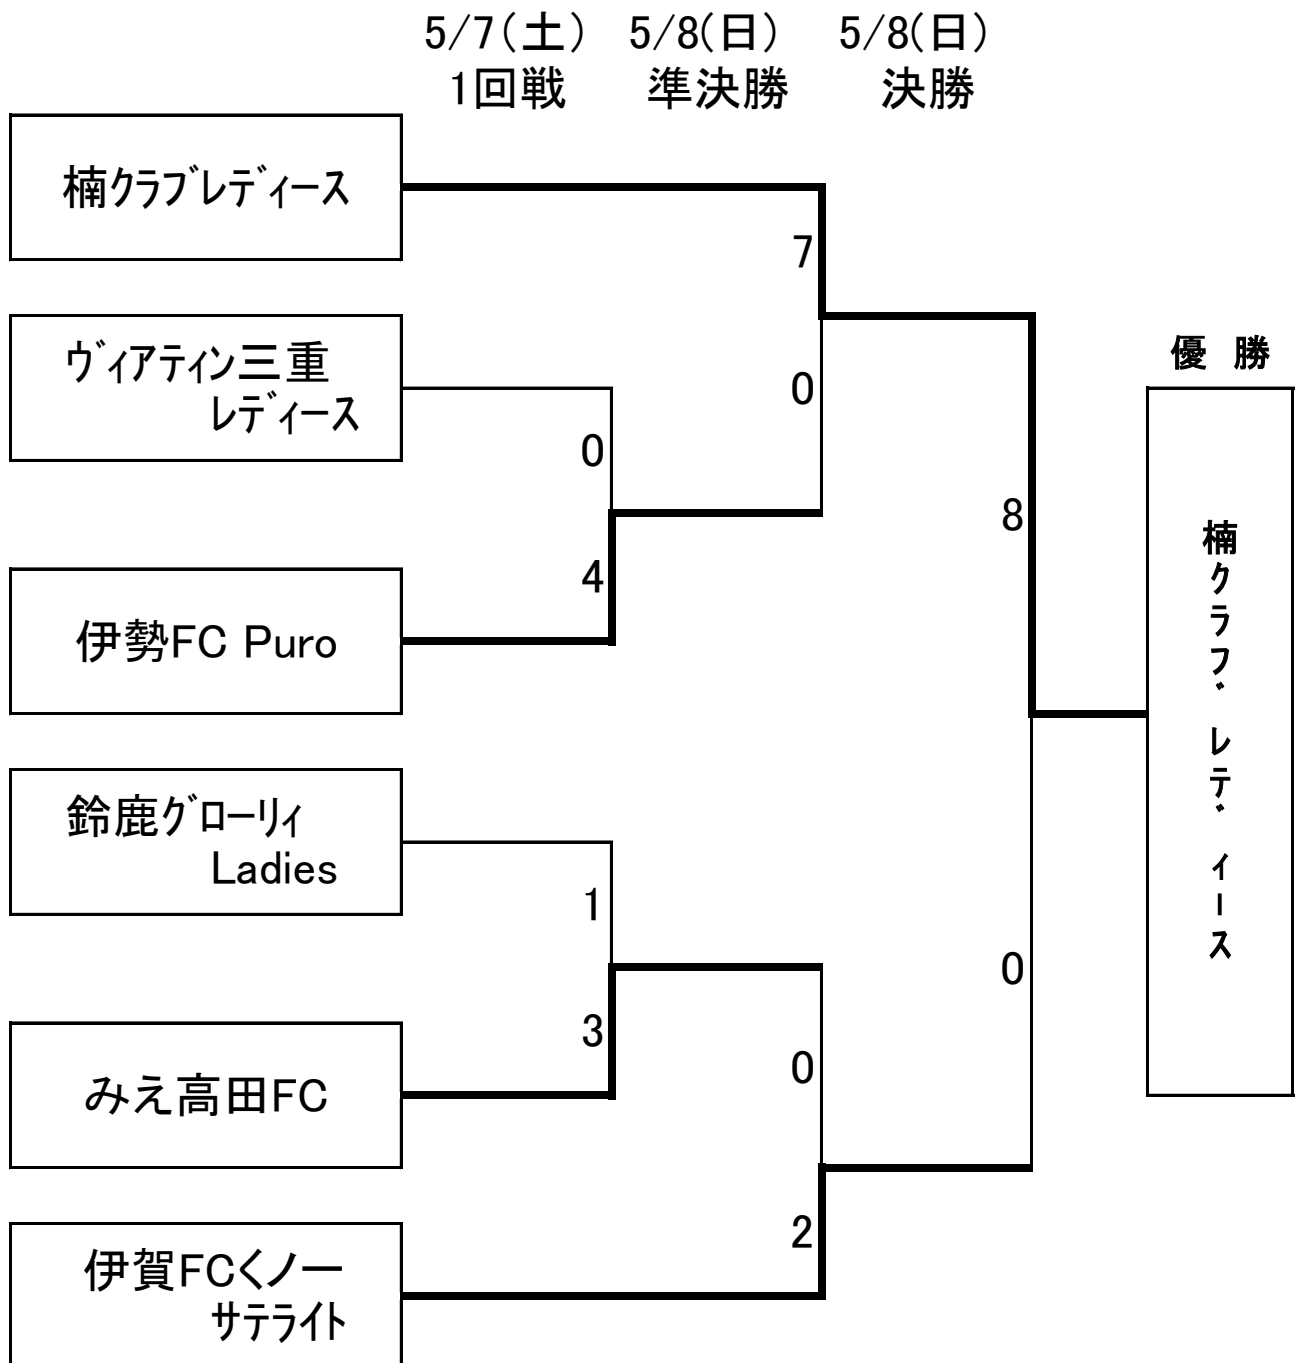 5/7(土) 5/8(日) 5/8(日)
1回戦 準決勝 決勝
楠クラブレディース
7
ヴィアティン三重
レディース
0
0
優 勝
8
4
伊勢FC Puro
楠クラブレディース
鈴鹿グローリィ
Ladies
1
0
3
0
みえ高田FC
2
伊賀FCくノ一
サテライト